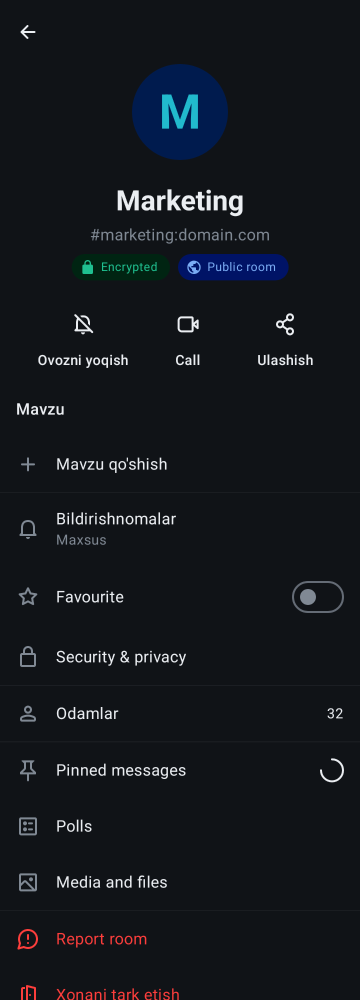 M
Marketing
#marketing:domain.com
Encrypted
Public room
Ovozni yoqish
Call
Ulashish
Mavzu
Mavzu qo'shish
Bildirishnomalar
Maxsus
Favourite
Security & privacy
Odamlar 32
Pinned messages
Polls
Media and files
Report room
Xonani tark etish